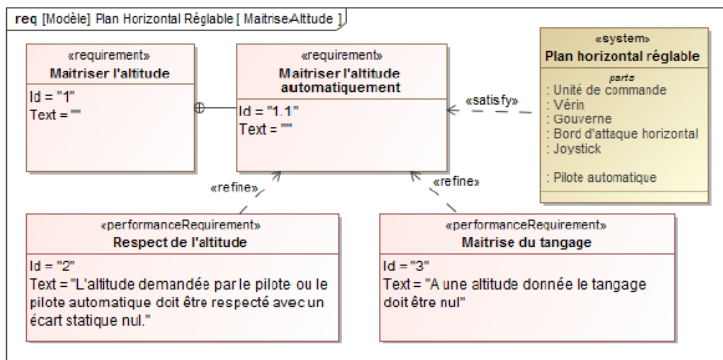 req [Modèle] Plan Horizontal Réglable [ MaitriseAltitude ]
«requirement»
Maitriser l'altitude
Id = "1"
Text = ""
«requirement»
Maitriser l'altitude
automatiquement
Id = "1.1"
Text = ""
«system»
Plan horizontal réglable
parts
: Unité de commande
: Vérin
: Gouverne
: Bord d'attaque horizontal
: Joystick
: Pilote automatique
«satisfy»
«refine»
«refine»
«performanceRequirement»
Respect de l'altitude
Id = "2"
Text = "L'altitude demandée par le pilote ou le
pilote automatique doit être respecté avec un
écart statique nul."
«performanceRequirement»
Maitrise du tangage
Id = "3"
Text = "A une altitude donnée le tangage
doit être nul"